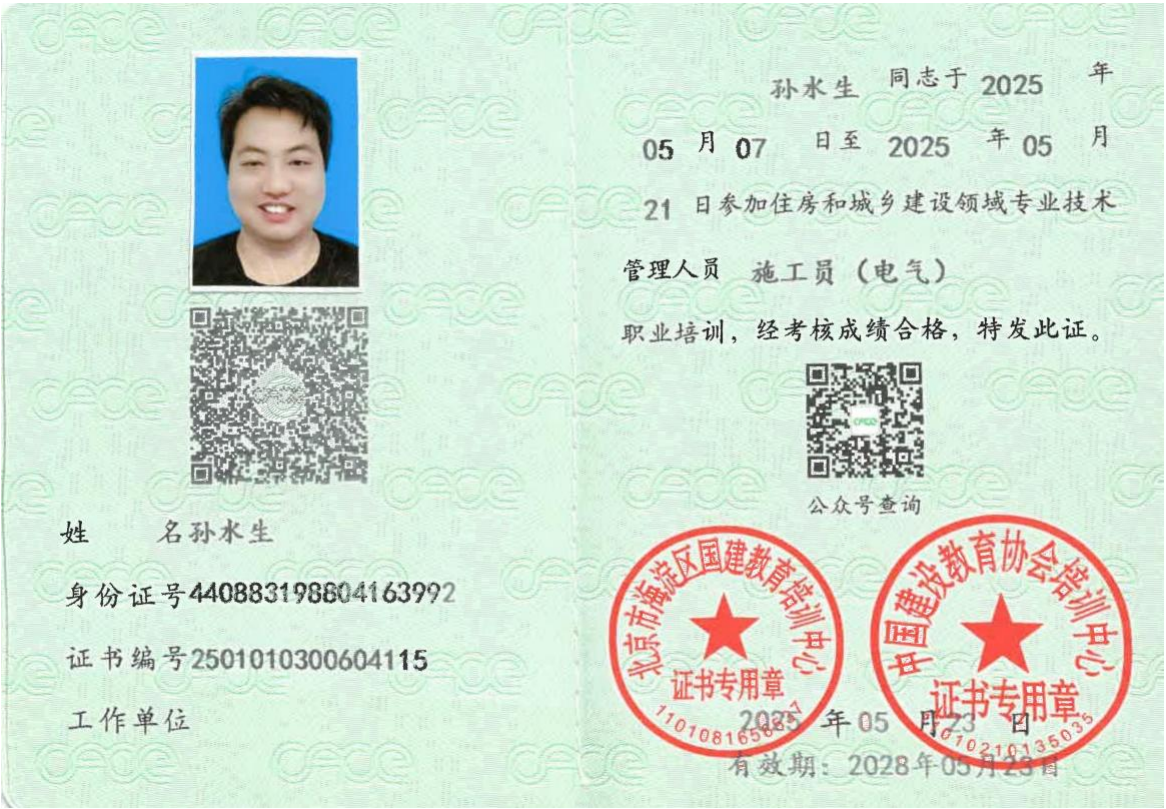 姓 名孙水生
身份证号440883198804163992
证书编号2501010300604115
工作单位
孙水生 同志于 2025 年
05 月 07 日至 2025 年 05 月
21 日参加住房和城乡建设领域专业技术
管理人员 施工员（电气）
职业培训，经考核成绩合格，特发此证。
CACE
公众号查询
北京市海淀区国建教育培训中心
证书专用章
中国建设教育协会培训中心
证书专用章
2025 年 05 月 23 日
有效期：2028年05月23日